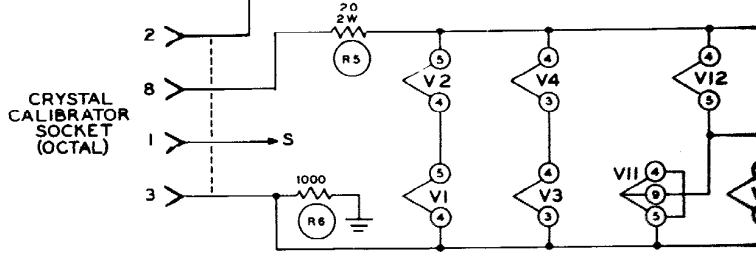 20
2W
R5
2
8
CRYSTAL
CALIBRATOR
SOCKET
(OCTAL)
1
S
3
1000
R6
5
V2
4
5
V1
4
4
V4
3
4
V3
3
4
V12
5
V11
4
9
5